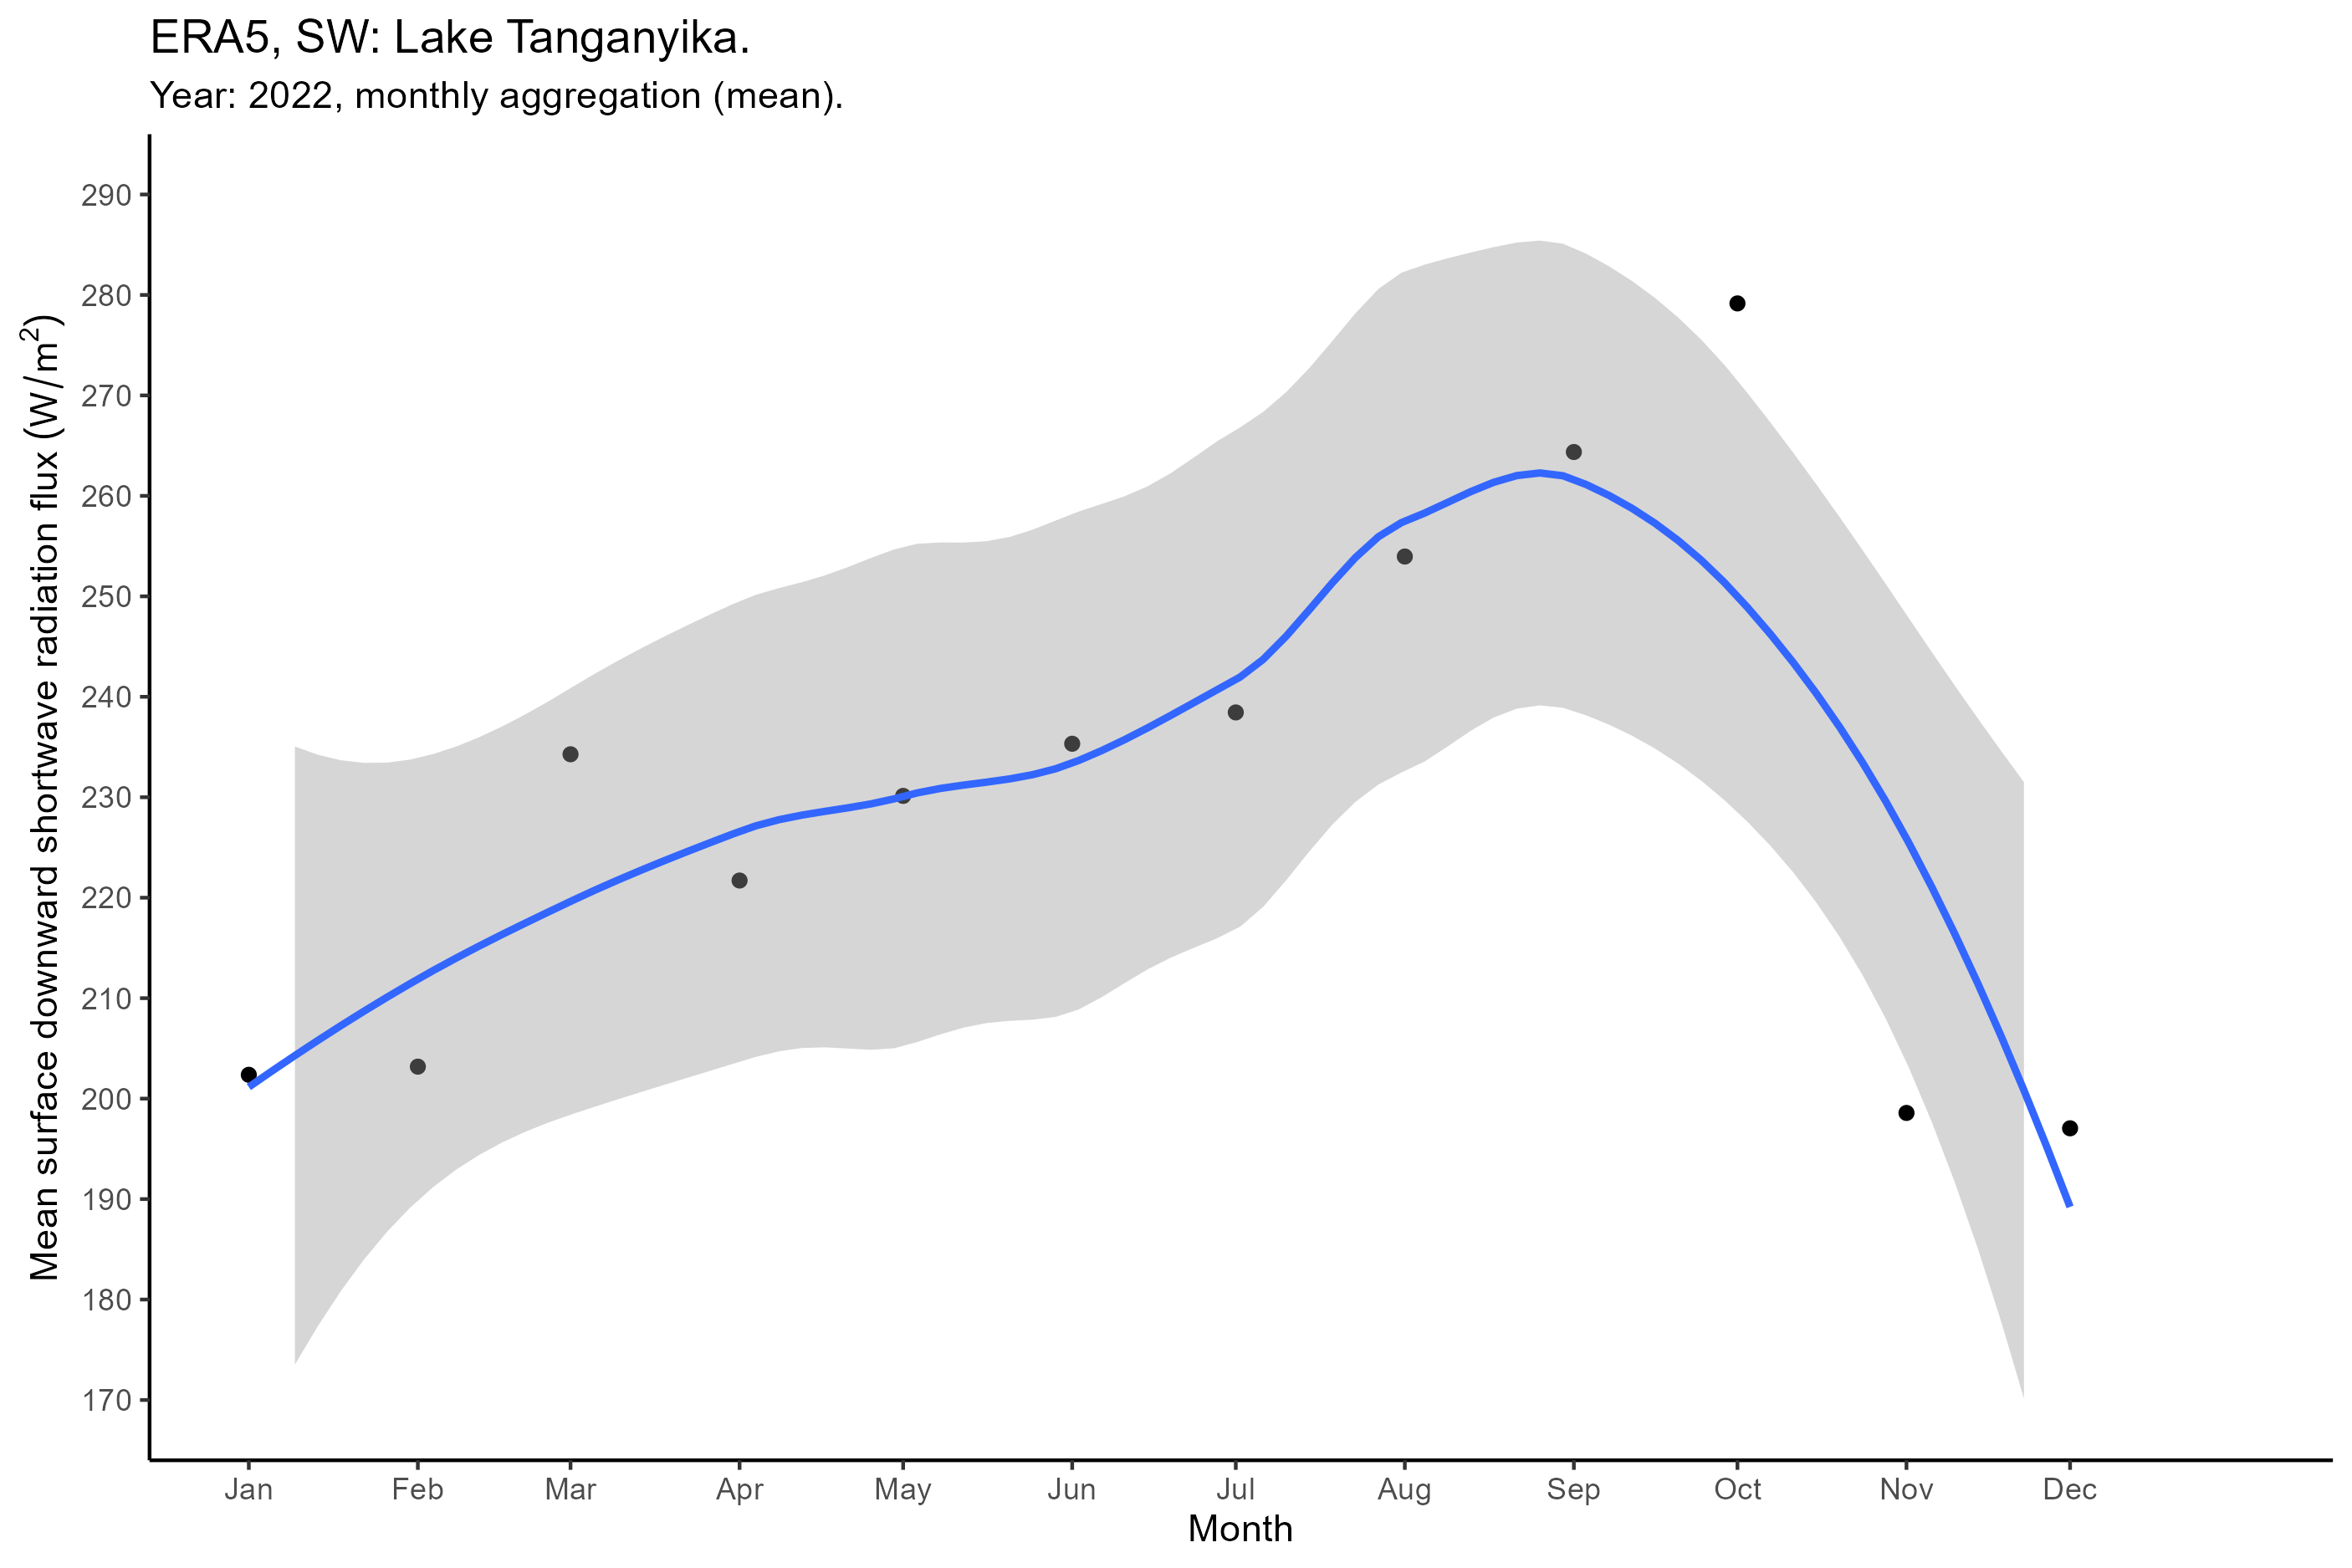 ERA5, SW: Lake Tanganyika.
Year: 2022, monthly aggregation (mean).
Mean surface downward shortwave radiation flux (W/m²)
290
280
270
260
250
240
230
220
210
200
190
180
170
Jan Feb Mar Apr May Jun Jul Aug Sep Oct Nov Dec
Month